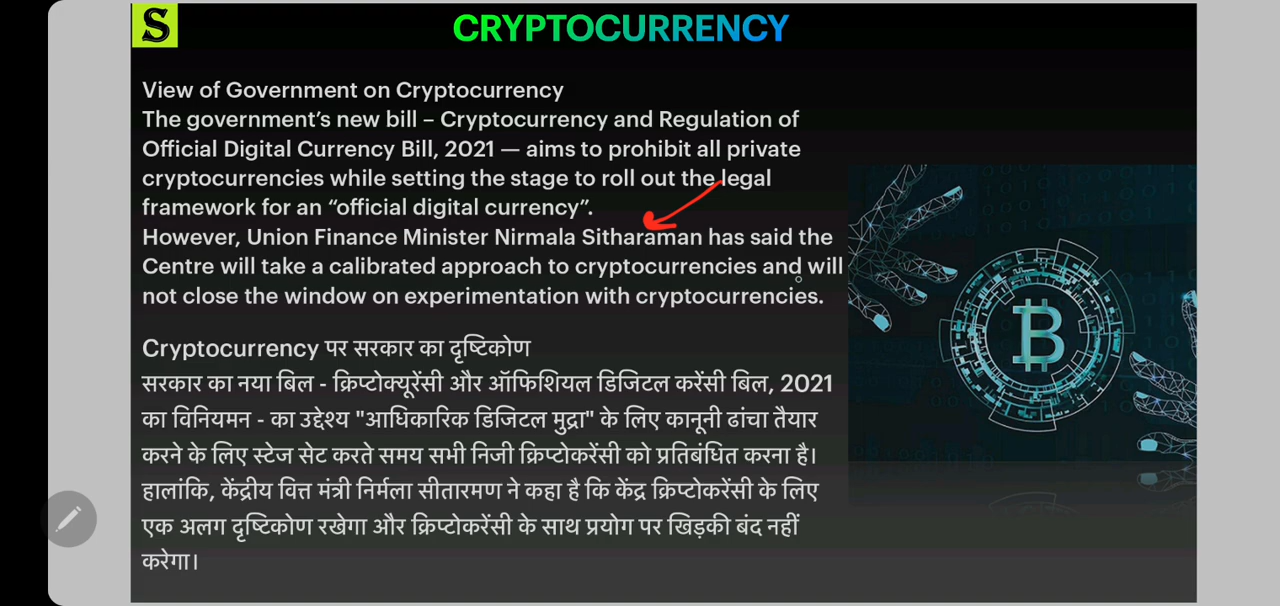 S
CRYPTOCURRENCY
View of Government on Cryptocurrency
The government’s new bill – Cryptocurrency and Regulation of
Official Digital Currency Bill, 2021 — aims to prohibit all private
cryptocurrencies while setting the stage to roll out the legal
framework for an “official digital currency”.
However, Union Finance Minister Nirmala Sitharaman has said the
Centre will take a calibrated approach to cryptocurrencies and will
not close the window on experimentation with cryptocurrencies.
Cryptocurrency पर सरकार का दृष्टिकोण
सरकार का नया बिल - क्रिप्टोक्यूरेंसी और ऑफिशियल डिजिटल करेंसी बिल, 2021
का विनियमन - का उद्देश्य "आधिकारिक डिजिटल मुद्रा" के लिए कानूनी ढांचा तैयार
करने के लिए स्टेज सेट करते समय सभी निजी क्रिप्टोकरेंसी को प्रतिबंधित करना है।
हालांकि, केंद्रीय वित्त मंत्री निर्मला सीतारमण ने कहा है कि केंद्र क्रिप्टोकरेंसी के लिए
एक अलग दृष्टिकोण रखेगा और क्रिप्टोकरेंसी के साथ प्रयोग पर खिड़की बंद नहीं
करेगा।